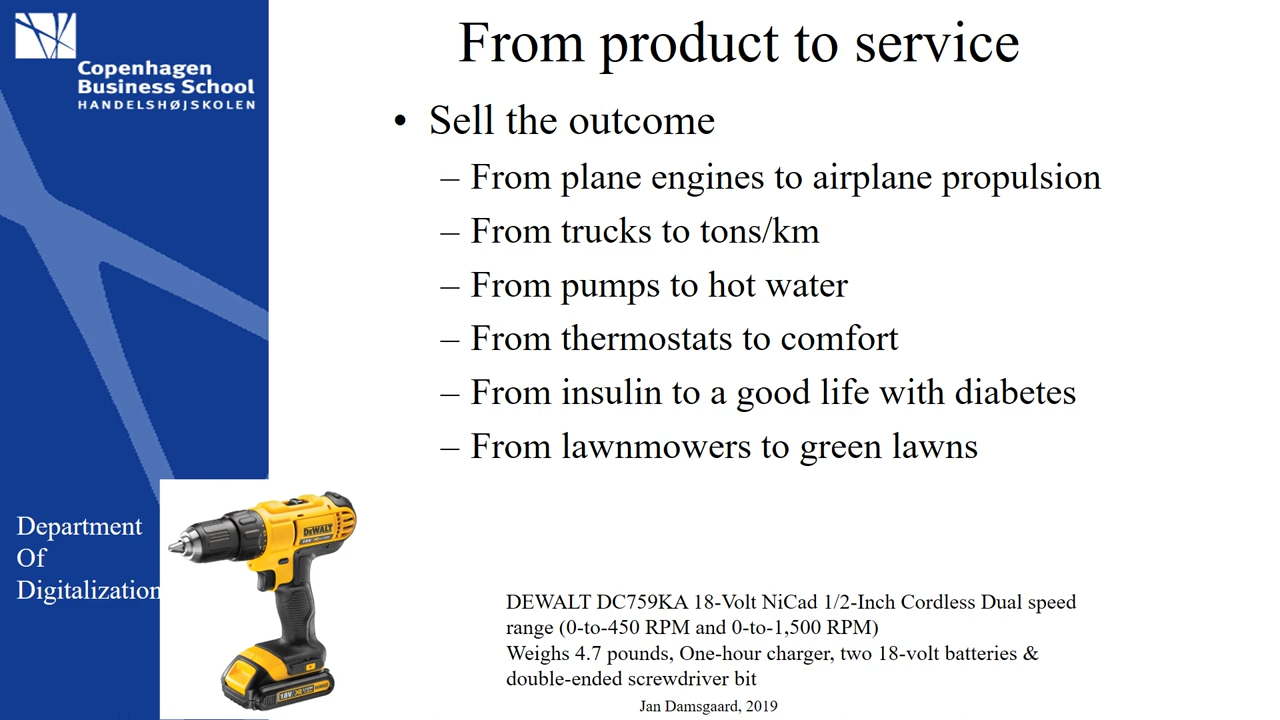 From product to service
Copenhagen
Business School
HANDELSHØJSKOLEN
• Sell the outcome
– From plane engines to airplane propulsion
– From trucks to tons/km
– From pumps to hot water
– From thermostats to comfort
– From insulin to a good life with diabetes
– From lawnmowers to green lawns
Department
Of
Digitalization
DEWALT
18V XR
DEWALT DC759KA 18-Volt NiCad 1/2-Inch Cordless Dual speed
range (0-to-450 RPM and 0-to-1,500 RPM)
Weighs 4.7 pounds, One-hour charger, two 18-volt batteries &
double-ended screwdriver bit
Jan Damsgaard, 2019